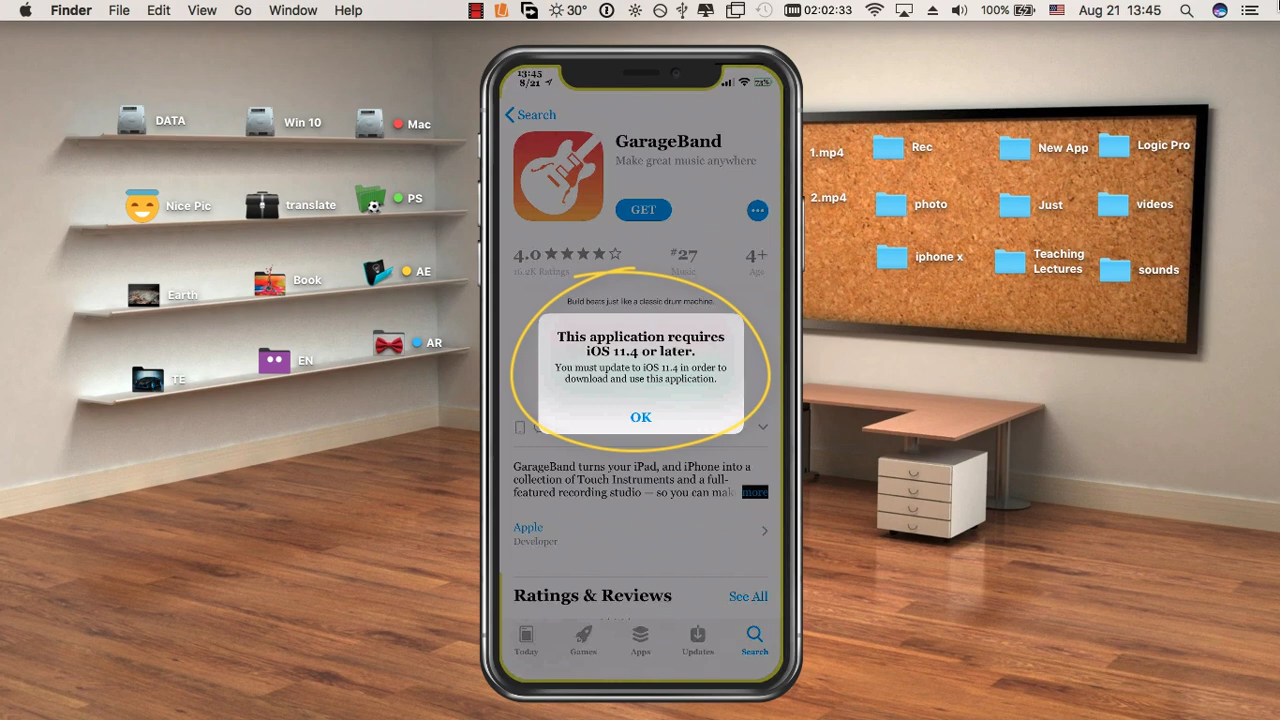 Finder File Edit View Go Window Help
30° 02:02:33 100% Aug 21 13:45
DATA
Win 10
Mac
Nice Pic
translate
PS
Earth
Book
AE
TE
EN
AR
13:45
8/21
Search
GarageBand
Make great music anywhere
GET
4.0 #27 4+
16.2K Ratings Music Age
Build beats just like a classic drum machine.
This application requires
iOS 11.4 or later.
You must update to iOS 11.4 in order to
download and use this application.
OK
GarageBand turns your iPad, and iPhone into a
collection of Touch Instruments and a full-
featured recording studio — so you can mak more
Apple
Developer
Ratings & Reviews See All
Today Games Apps Updates Search
1.mp4
Rec
New App
Logic Pro
2.mp4
photo
Just
videos
iphone x
Teaching
Lectures
sounds